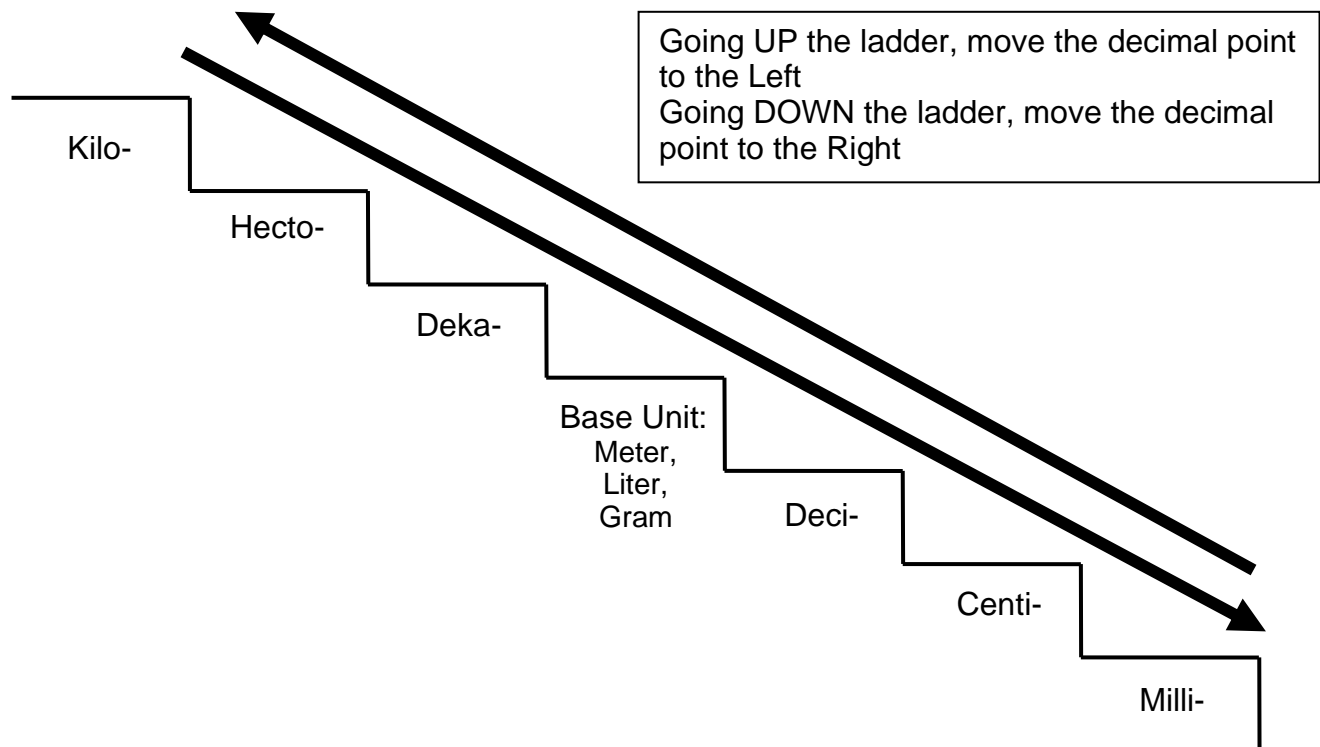 Going UP the ladder, move the decimal point
to the Left
Going DOWN the ladder, move the decimal
point to the Right
Kilo-
Hecto-
Deka-
Base Unit:
Meter,
Liter,
Gram
Deci-
Centi-
Milli-